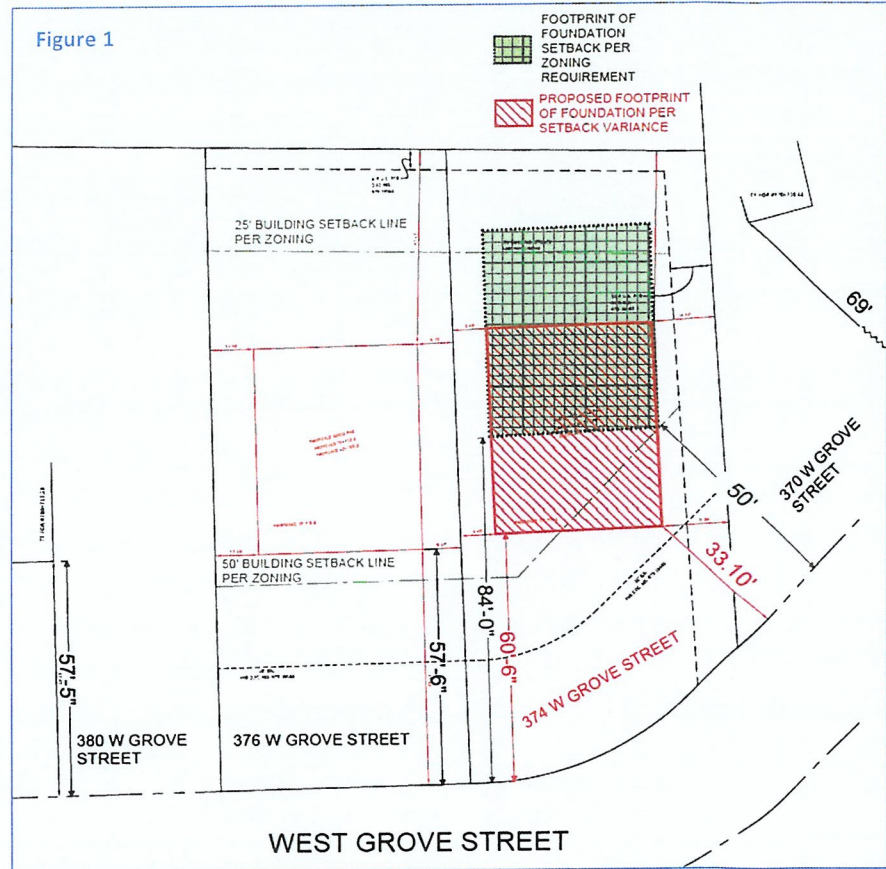 Figure 1
FOOTPRINT OF
FOUNDATION
SETBACK PER
ZONING
REQUIREMENT
PROPOSED FOOTPRINT
OF FOUNDATION PER
SETBACK VARIANCE
25' BUILDING SETBACK LINE
PER ZONING
69'
370 W GROVE
STREET
50'
33.10'
50' BUILDING SETBACK LINE
PER ZONING
84'-0"
60'-6"
57'-6"
57'-5"
374 W GROVE STREET
380 W GROVE
STREET
376 W GROVE STREET
WEST GROVE STREET